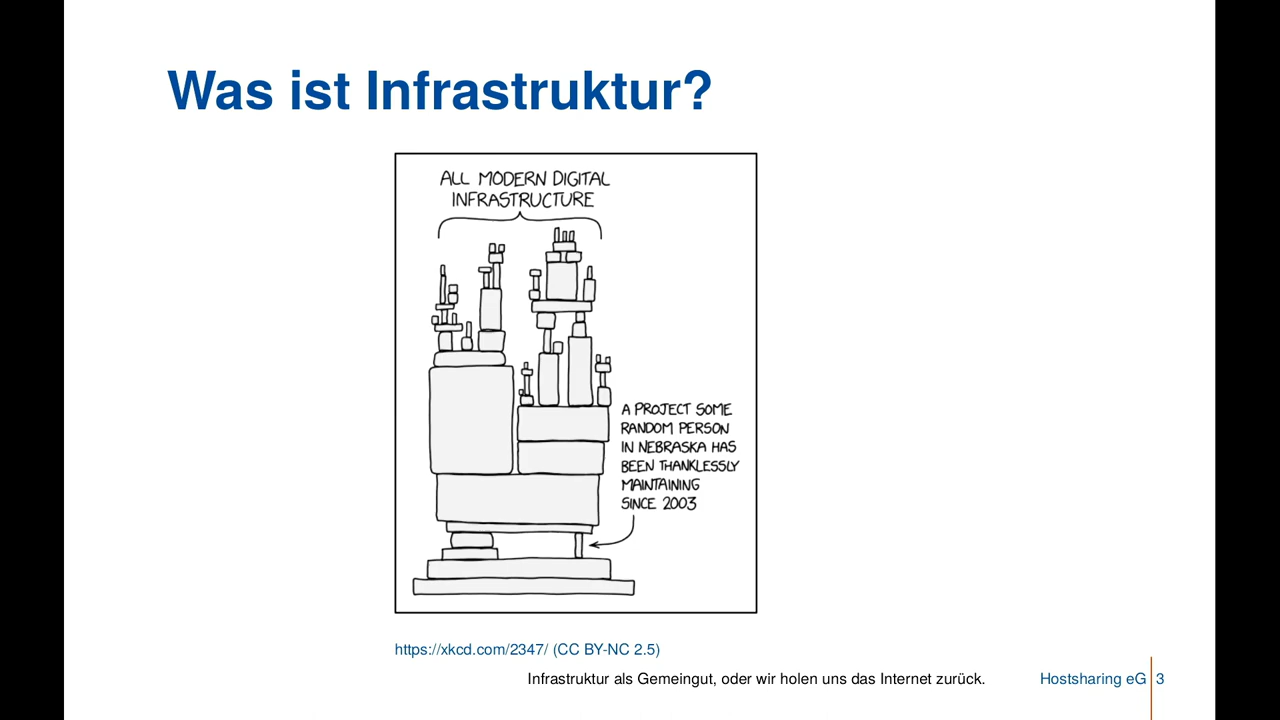 Was ist Infrastruktur?
ALL MODERN DIGITAL
INFRASTRUCTURE
A PROJECT SOME
RANDOM PERSON
IN NEBRASKA HAS
BEEN THANKLESSLY
MAINTAINING
SINCE 2003
https://xkcd.com/2347/ (CC BY-NC 2.5)
Infrastruktur als Gemeingut, oder wir holen uns das Internet zurück.
Hostsharing eG 3